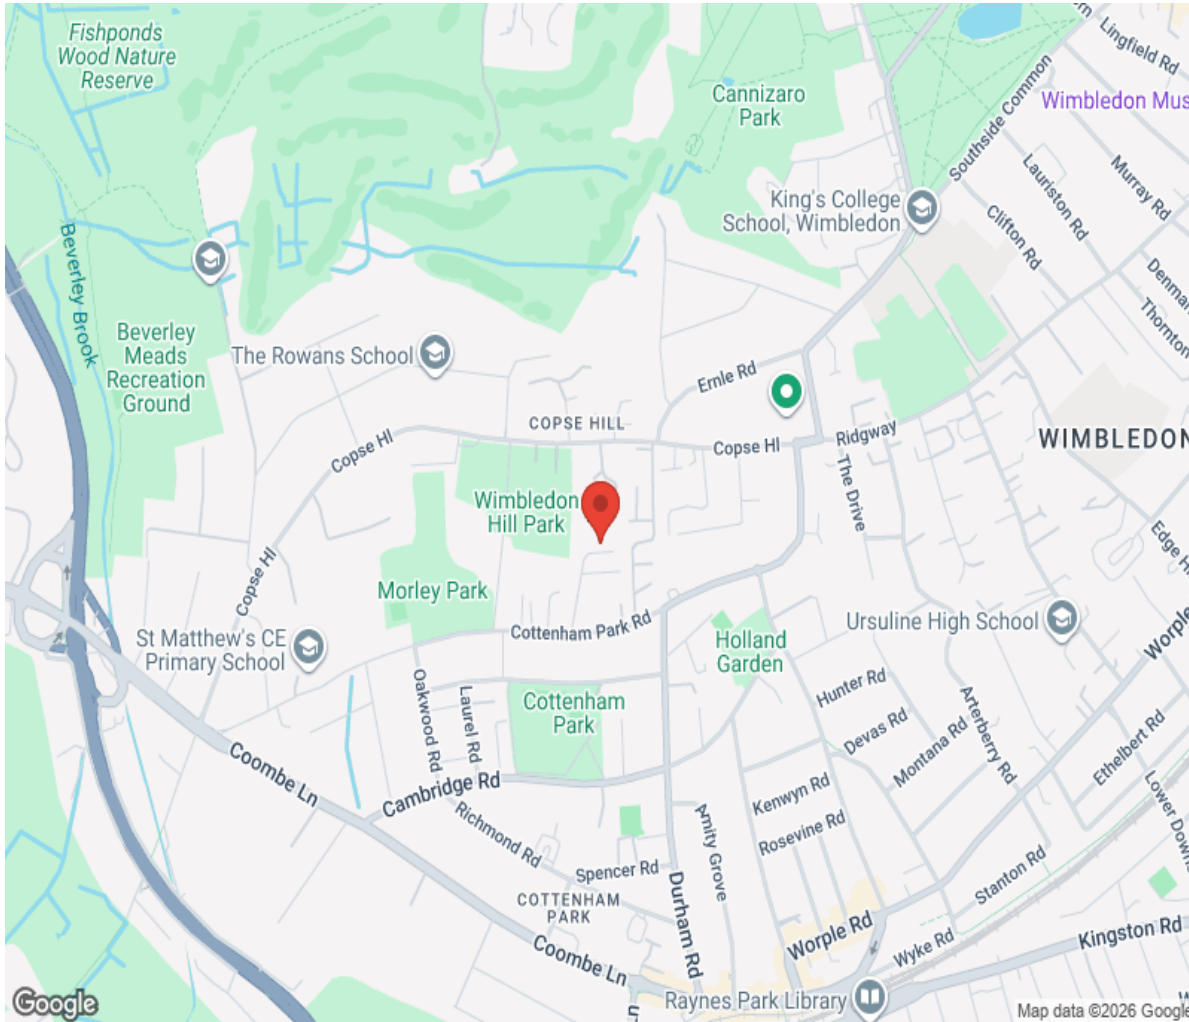 Fishponds
Wood Nature
Reserve
Lingfield Rd
Cannizaro
Park
Wimbledon Mus
Southside Common
Murray Rd
Lauriston Rd
King's College
School, Wimbledon
Clifton Rd
Beverley Brook
Denman
Thornton
Beverley
Meads
Recreation
Ground
The Rowans School
Ernle Rd
COPSE HILL
Copse Hl
Copse Hl
Ridgway
WIMBLEDON
The Drive
Wimbledon
Hill Park
Edge H
Copse Hl
Morley Park
Cottenham Park Rd
Ursuline High School
Worple
St Matthew's CE
Primary School
Holland
Garden
Oakwood Rd
Laurel Rd
Cottenham
Park
Hunter Rd
Arterberry Rd
Devas Rd
Montana Rd
Ethelbert Rd
Coombe Ln
Cambridge Rd
Kenwyn Rd
Lower Downs
Richmond Rd
Amity Grove
Rosevine Rd
Spencer Rd
Stanton Rd
Durham Rd
COTTENHAM
PARK
Worple Rd
Kingston Rd
Coombe Ln
Wyke Rd
Raynes Park Library
Google
Map data ©2026 Google